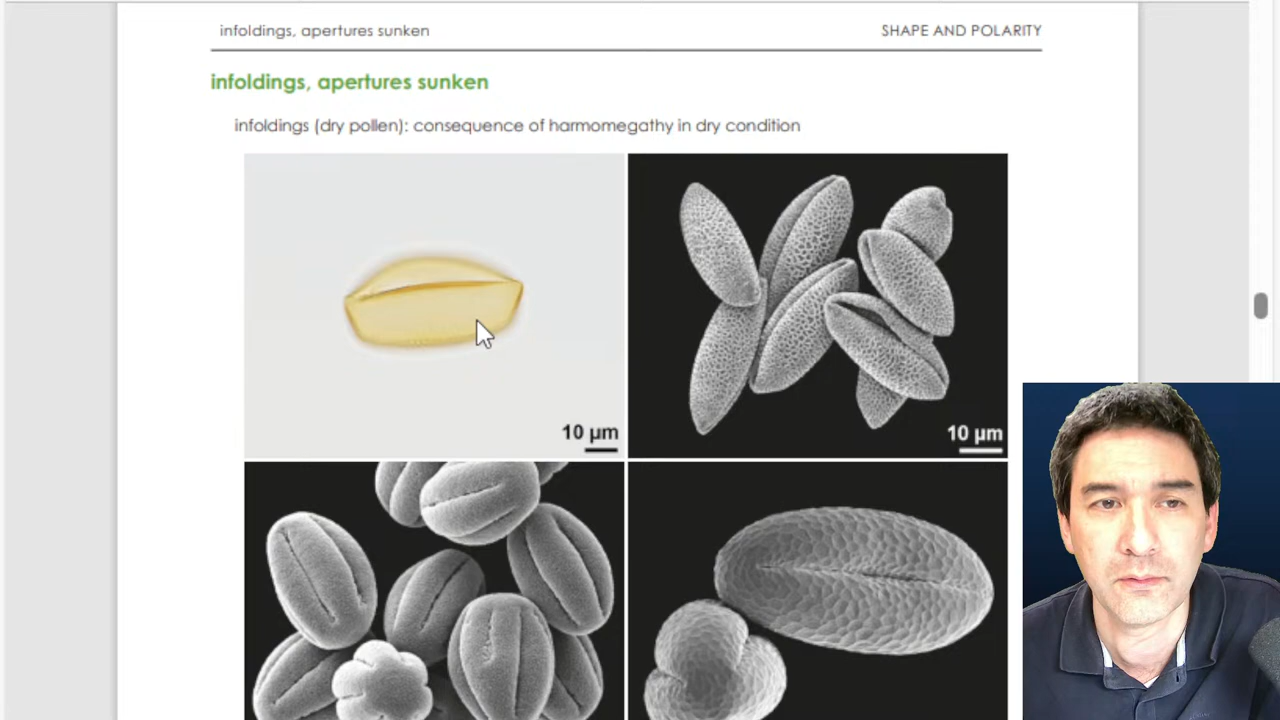 infoldings, apertures sunken SHAPE AND POLARITY
infoldings, apertures sunken
infoldings (dry pollen): consequence of harmomegathy in dry condition
10 µm
10 µm